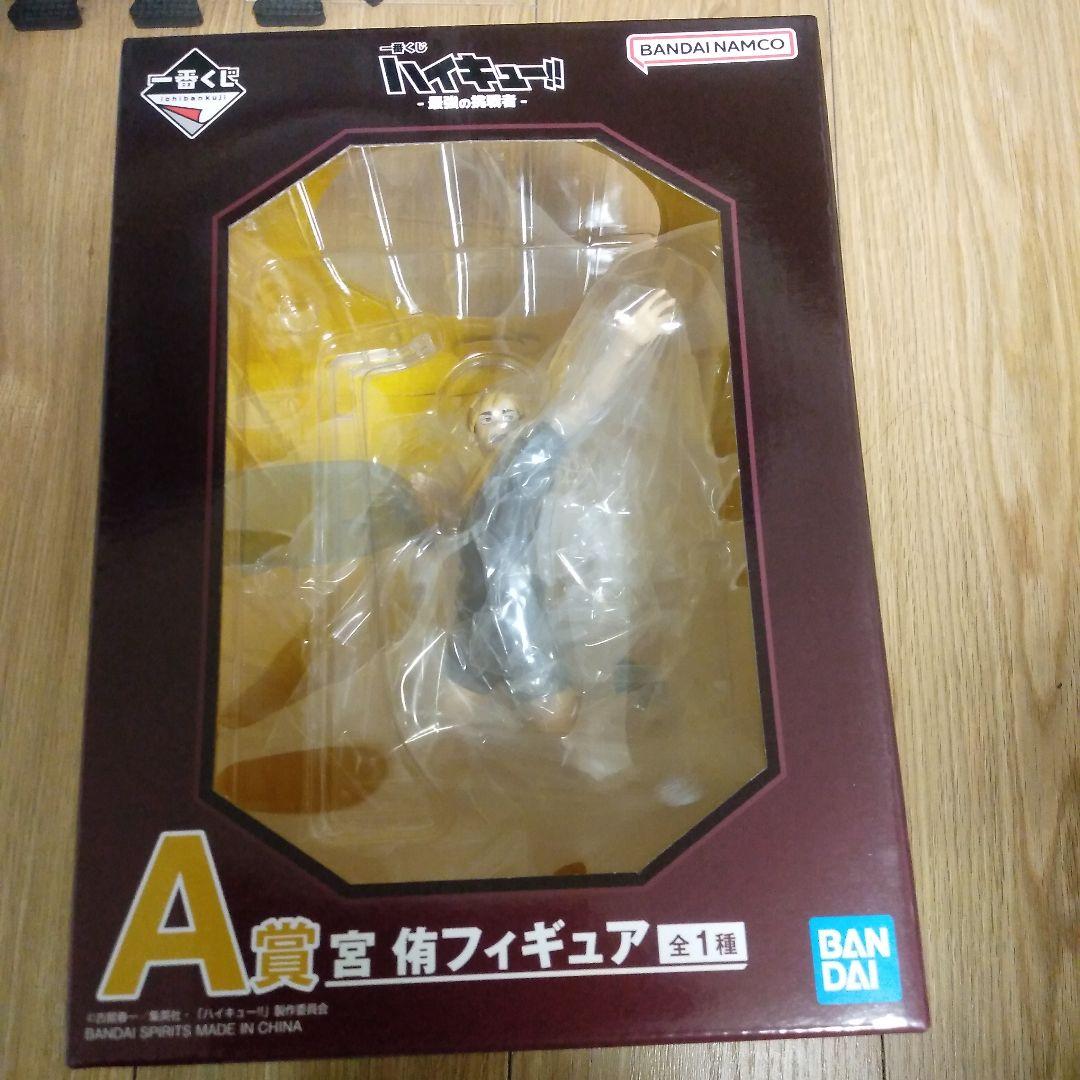 一番くじ
ichibankuji
一番くじ
ハイキュー!!
- 最強の挑戦者 -
BANDAI NAMCO
A賞 宮 侑フィギュア 全1種
BAN
DAI
©古舘春一／集英社・「ハイキュー!!」製作委員会
BANDAI SPIRITS MADE IN CHINA